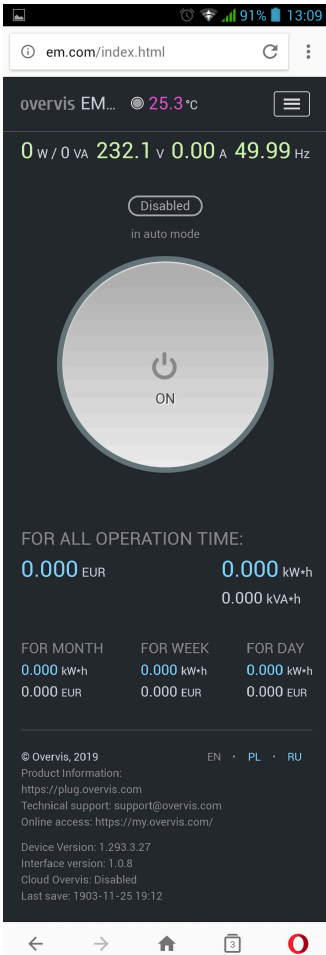 91% 13:09
em.com/index.html
overvis EM... 25.3 °C
0 W / 0 VA 232.1 V 0.00 A 49.99 Hz
Disabled
in auto mode
ON
FOR ALL OPERATION TIME:
0.000 EUR 0.000 kW*h
0.000 kVA*h
FOR MONTH FOR WEEK FOR DAY
0.000 kW*h 0.000 kW*h 0.000 kW*h
0.000 EUR 0.000 EUR 0.000 EUR
© Overvis, 2019 EN • PL • RU
Product Information:
https://plug.overvis.com
Technical support: support@overvis.com
Online access: https://my.overvis.com/
Device Version: 1.293.3.27
Interface version: 1.0.8
Cloud Overvis: Disabled
Last save: 1903-11-25 19:12
3